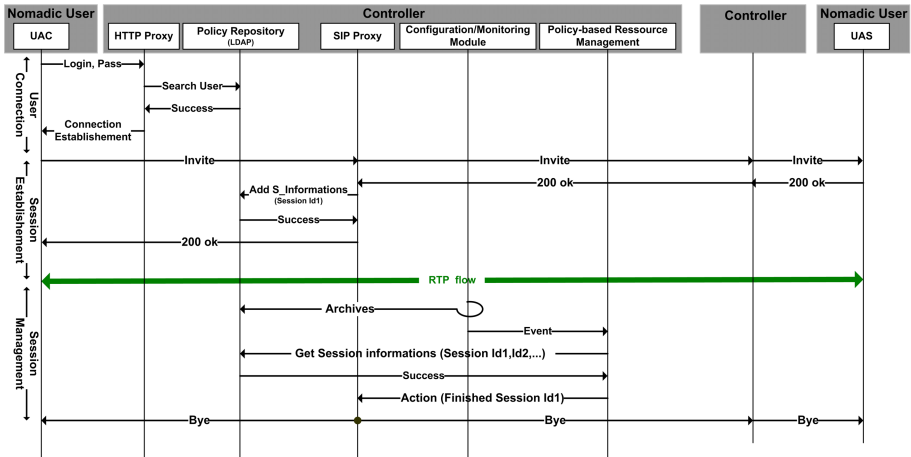 Nomadic User
Controller
Controller
Nomadic User
UAC
HTTP Proxy
Policy Repository
(LDAP)
SIP Proxy
Configuration/Monitoring
Module
Policy-based Ressource
Management
UAS
User
Connection
Login, Pass
Search User
Success
Connection
Establishement
Session
Establishement
Invite
Invite
Invite
200 ok
200 ok
Add S_Informations
(Session Id1)
Success
200 ok
RTP flow
Session
Management
Archives
Event
Get Session informations (Session Id1,Id2,...)
Success
Action (Finished Session Id1)
Bye
Bye
Bye